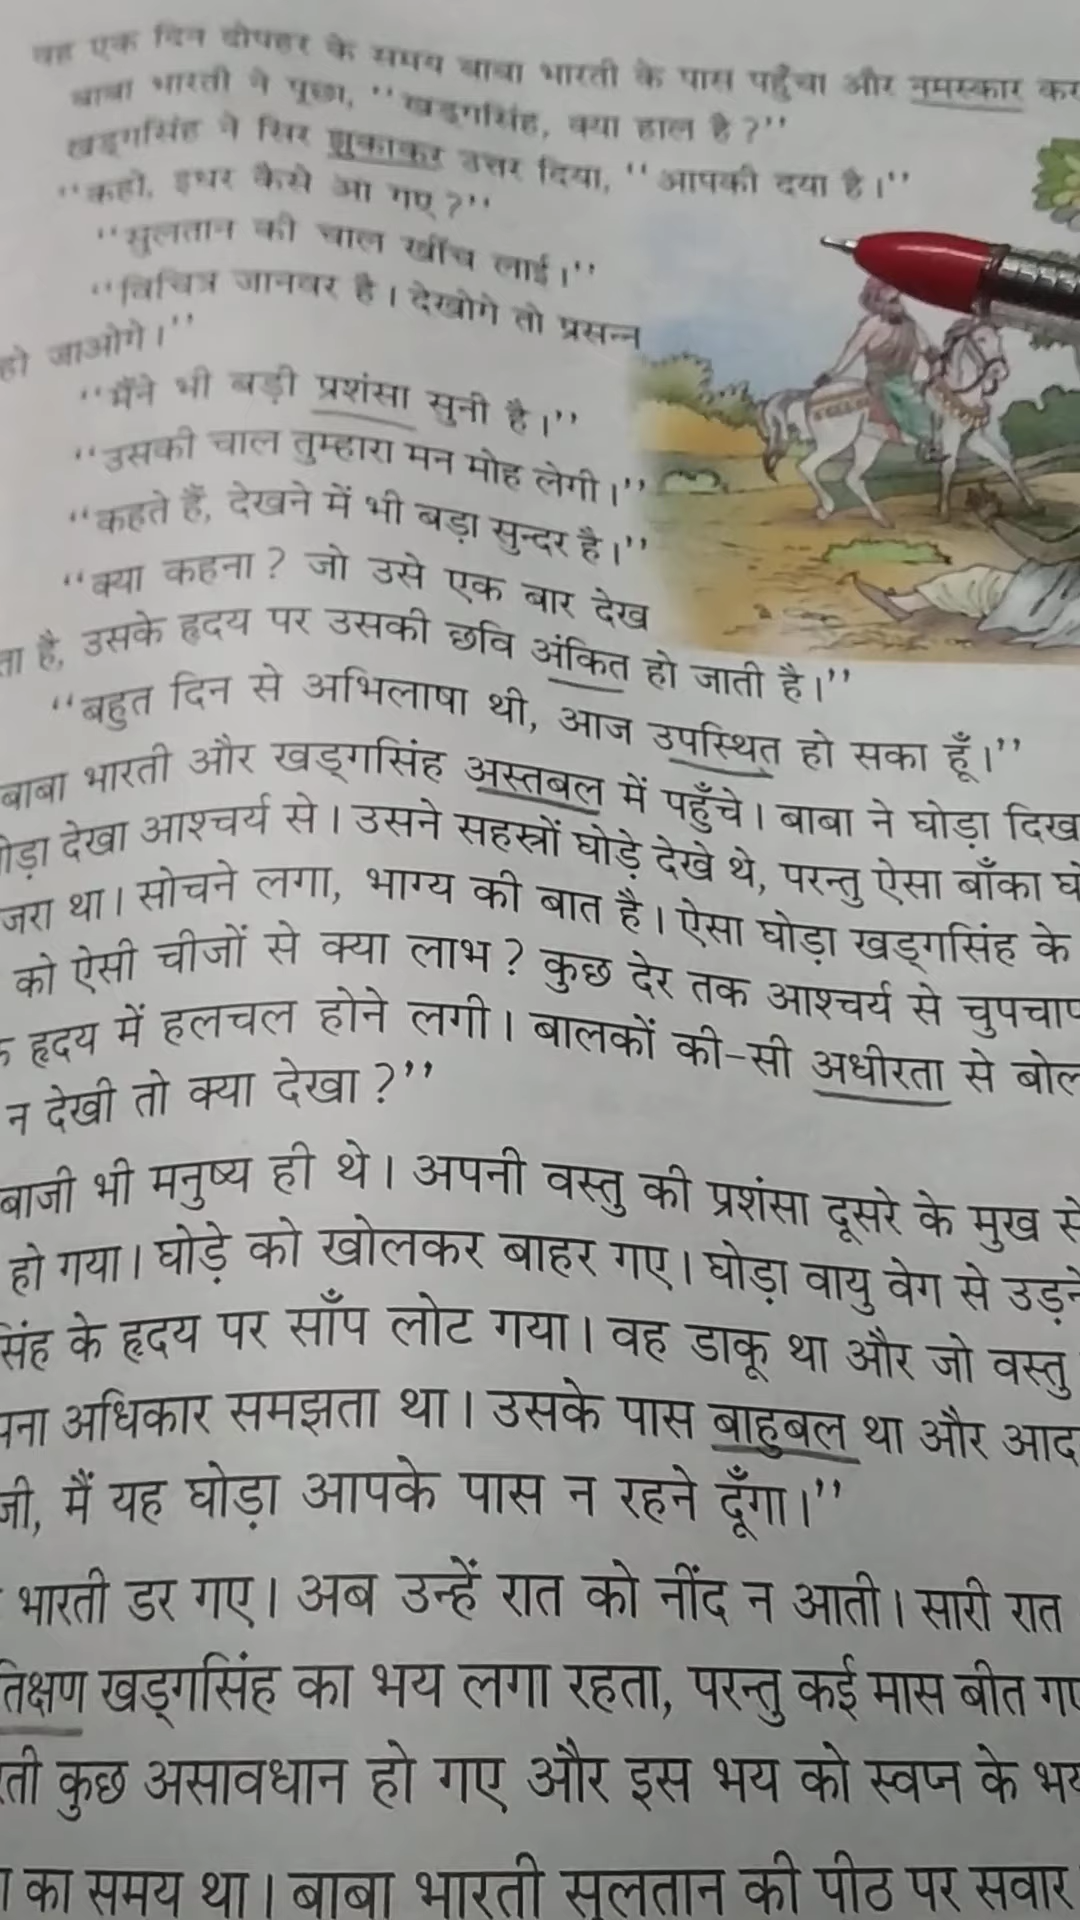 वह एक दिन दोपहर के समय बाबा भारती के पास पहुँचा और नमस्कार कर
बाबा भारती ने पूछा, ‘‘खड्गसिंह, क्या हाल है?’’
खड्गसिंह ने सिर झुकाकर उत्तर दिया, ‘‘आपकी दया है।’’
‘‘कहो, इधर कैसे आ गए?’’
‘‘सुलतान की चाह खींच लाई।’’
‘‘विचित्र जानवर है। देखोगे तो प्रसन्न
हो जाओगे।’’
‘‘मैंने भी बड़ी प्रशंसा सुनी है।’’
‘‘उसकी चाल तुम्हारा मन मोह लेगी।’’
‘‘कहते हैं, देखने में भी बड़ा सुन्दर है।’’
‘‘क्या कहना? जो उसे एक बार देख
ता है, उसके हृदय पर उसकी छवि अंकित हो जाती है।’’
‘‘बहुत दिन से अभिलाषा थी, आज उपस्थित हो सका हूँ।’’
बाबा भारती और खड्गसिंह अस्तबल में पहुँचे। बाबा ने घोड़ा दिख
ोड़ा देखा आश्चर्य से। उसने सहस्त्रों घोड़े देखे थे, परन्तु ऐसा बाँका घ
जरा था। सोचने लगा, भाग्य की बात है। ऐसा घोड़ा खड्गसिंह के
को ऐसी चीजों से क्या लाभ? कुछ देर तक आश्चर्य से चुपचाप
हृदय में हलचल होने लगी। बालकों की-सी अधीरता से बोल
न देखी तो क्या देखा?’’
बाजी भी मनुष्य ही थे। अपनी वस्तु की प्रशंसा दूसरे के मुख से
हो गया। घोड़े को खोलकर बाहर गए। घोड़ा वायु वेग से उड़ने
सिंह के हृदय पर साँप लोट गया। वह डाकू था और जो वस्तु
पना अधिकार समझता था। उसके पास बाहुबल था और आद
जी, मैं यह घोड़ा आपके पास न रहने दूँगा।’’
भारती डर गए। अब उन्हें रात को नींद न आती। सारी रात
तिक्षण खड्गसिंह का भय लगा रहता, परन्तु कई मास बीत गए
ती कुछ असावधान हो गए और इस भय को स्वप्न के भय
का समय था। बाबा भारती सुलतान की पीठ पर सवार